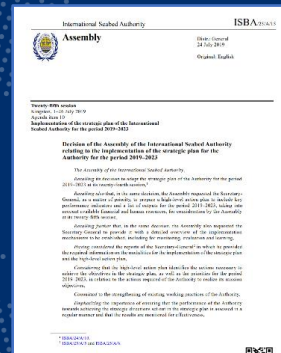 International Seabed Authority
ISBA/25/A/15
Assembly
Distr.: General
24 July 2019
Original: English
Twenty-fifth session
Kingston, 1–26 July 2019
Agenda item 10
Implementation of the strategic plan of the International
Seabed Authority for the period 2019–2023
Decision of the Assembly of the International Seabed Authority
relating to the implementation of the strategic plan for the
Authority for the period 2019–2023
The Assembly of the International Seabed Authority,
Recalling its decision to adopt the strategic plan of the Authority for the period
2019–2023 at its twenty-fourth session,
Recalling also that, in the same decision, the Assembly requested the Secretary-
General, as a matter of priority, to prepare a high-level action plan to include key
performance indicators and a list of outputs for the period 2019–2023, taking into
account available financial and human resources, for consideration by the Assembly
at its twenty-fifth session,
Recalling further that, in the same decision, the Assembly also requested the
Secretary-General to provide it with a detailed overview of the implementation
mechanisms to be established, including for monitoring, evaluation and learning,
Having considered the reports of the Secretary-General in which he provided
the required information on the modalities for the implementation of the strategic plan
and the high-level action plan,
Considering that the high-level action plan identifies the actions necessary to
achieve the objectives in the strategic plan, as well as the priorities for the period
2019–2023, in relation to the actions required of the Authority to realize its mission
objectives,
Committed to the strengthening of existing working practices of the Authority,
Emphasizing the importance of ensuring that the performance of the Authority
towards achieving the strategic directions set out in the strategic plan is assessed in a
regular manner and that the results are mentioned for effectiveness,